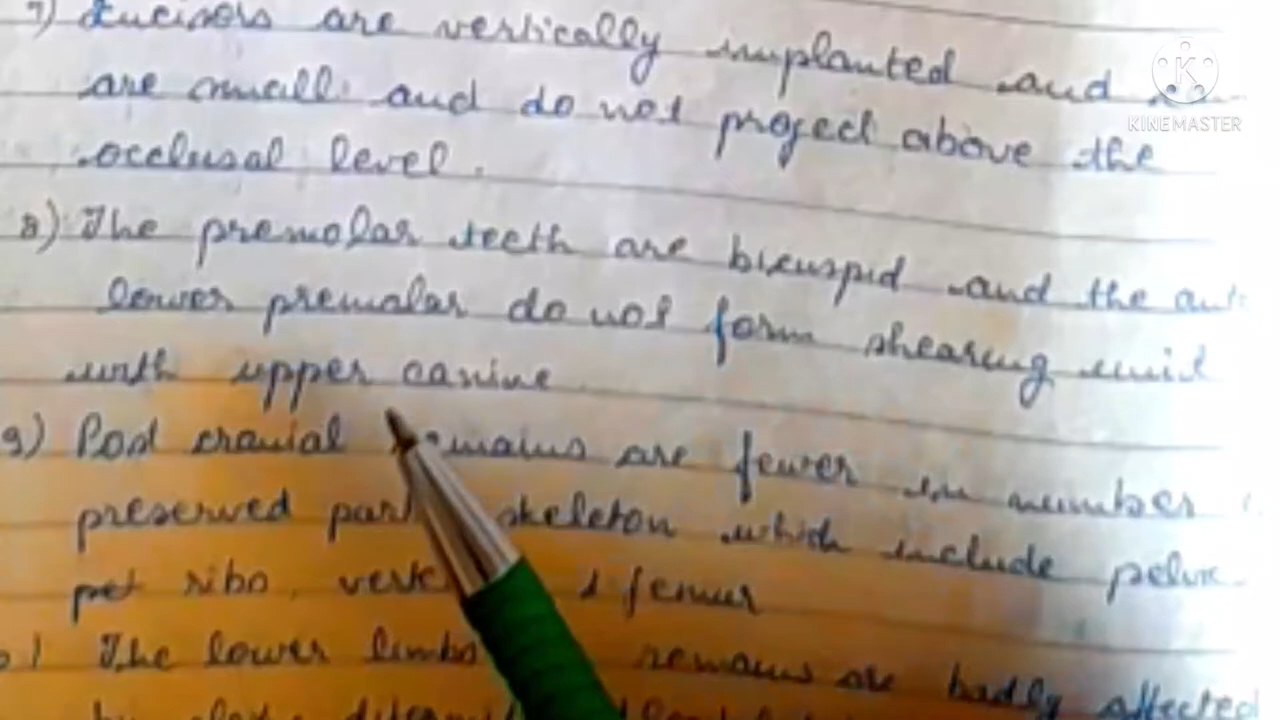 7) Incisors are vertically implanted and
are small and do not project above the
occlusal level.
8) The premolar teeth are bicuspid and the
lower premolar do not form shearing unit
with upper canine
9) Post cranial are fewer in number
preserved skeleton which include
ribs, femur
The lower limbs remains are badly affected
KINEMASTER